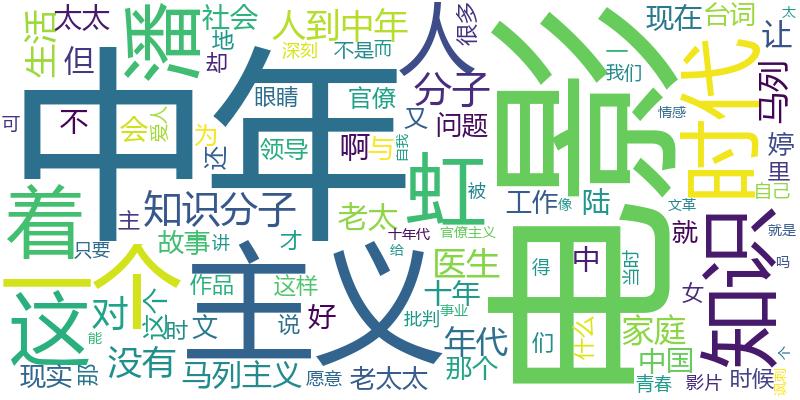 太太
潘
社会
人到中年
人
很多
电影
现在
台词
太
生活
但
地
却
深刻
不是
而
一
我们
让
中年
眼睛
官僚
分子
时代
马列
可
不
会
爱人
为
还
领导
啊
与
自我
又
问题
情感
婷
里
着
知识分子
主
虹
被
工作
像
陆
文革
自己
知识
只要
故事
讲
才
老太
十年代
给
官僚主义
医生
就
就是
吗
一个
这
主义
作品
这样
得
中
当时
女
对
这个
时
文
说
好
十年
事业
批判
年代
们
什么
家庭
能
没有
那个
中国
现实
那
马列主义
愿意
老太太
青春
影片
时候
讽刺
个